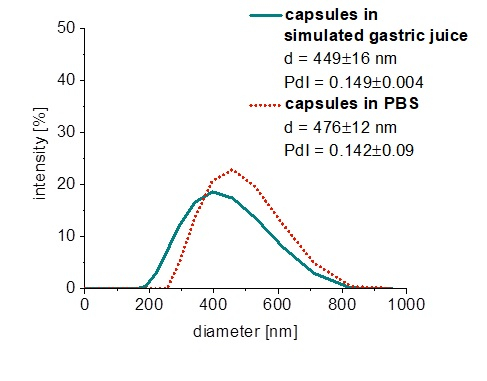 capsules in
simulated gastric juice
d = 449±16 nm
PdI = 0.149±0.004
capsules in PBS
d = 476±12 nm
PdI = 0.142±0.09
50
40
30
20
10
0
intensity [%]
0 200 400 600 800 1000
diameter [nm]